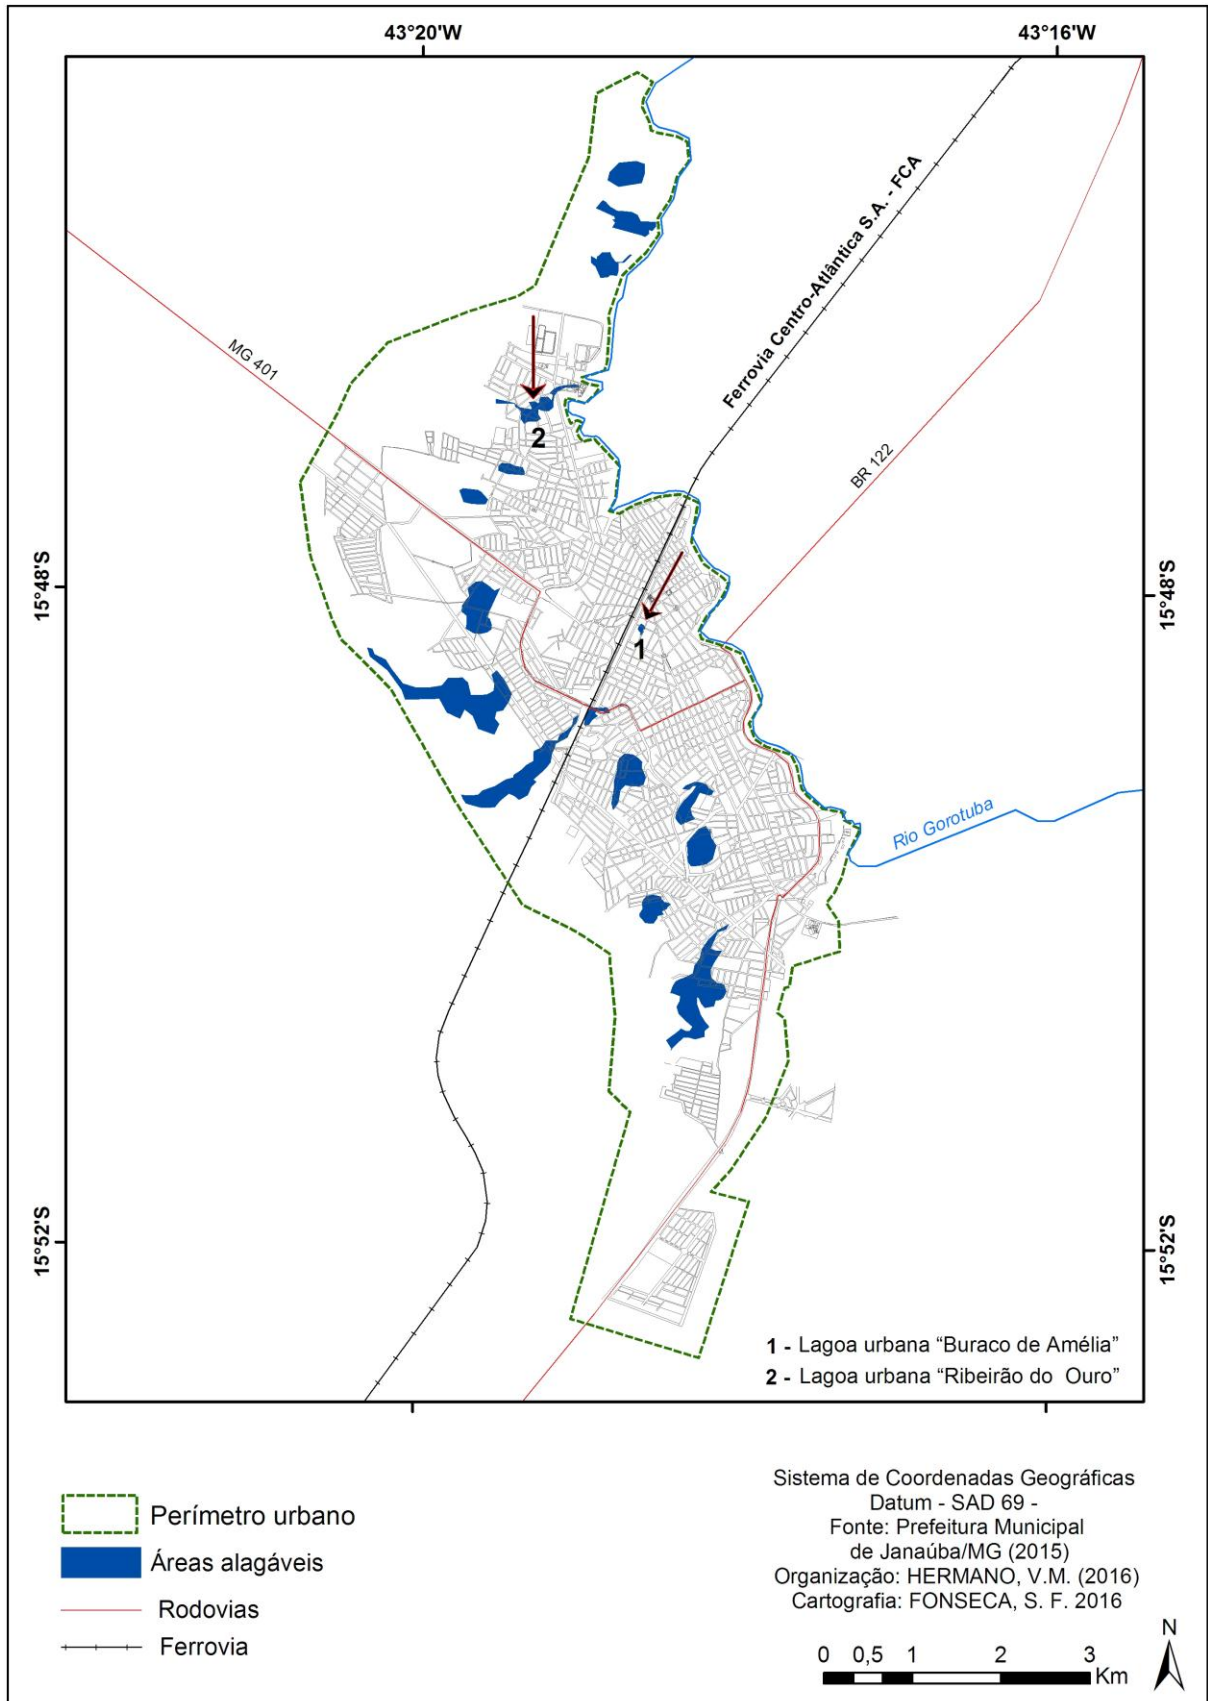 43°20'W
43°16'W
Ferrovia Centro-Atlântica S.A. - FCA
MG 401
BR 122
2
15°48'S
15°48'S
1
Rio Gorotuba
15°52'S
15°52'S
1 - Lagoa urbana “Buraco de Amélia”
2 - Lagoa urbana “Ribeirão do Ouro”
Perímetro urbano
Áreas alagáveis
Rodovias
Ferrovia
Sistema de Coordenadas Geográficas
Datum - SAD 69 -
Fonte: Prefeitura Municipal
de Janaúba/MG (2015)
Organização: HERMANO, V.M. (2016)
Cartografia: FONSECA, S. F. 2016
N
0 0,5 1 2 3
Km